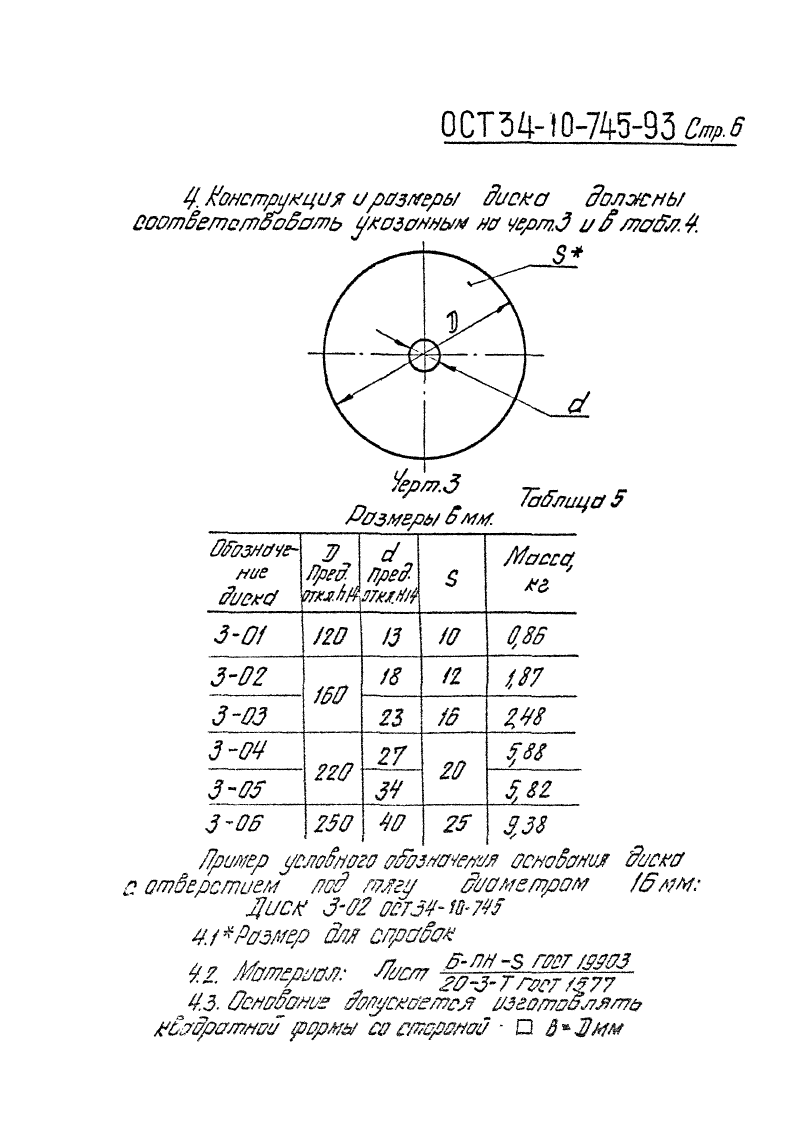 ОСТ 34-10-745-93 Стр. 6
4. Конструкция и размеры диска должны
соответствовать указанным на черт.3 и в табл. 4.
S*
D
d
Черт.3
Таблица 5
Размеры в мм.
Обозначе-
ние
диска
D
Пред.
откл. h14
d
Пред.
откл. H14
S
Масса,
кг
3-01 120 13 10 0,86
3-02 160 18 12 1,87
3-03 23 16 2,48
3-04 220 27 20 5,88
3-05 34 5,82
3-06 250 40 25 9,38
Пример условного обозначения основания диска
с отверстием под тягу диаметром 16 мм:
Диск 3-02 ОСТ 34-10-745
4.1 *Размер для справок
4.2. Материал: Лист Б-ПН-S ГОСТ 19903
20-3-Т ГОСТ 1577
4.3. Основание допускается изготавлять
квадратной формы со стороной - □ В=D мм